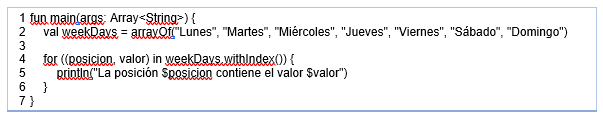 1 fun main(args: Array<String>) {
2 val weekDays = arrayOf("Lunes", "Martes", "Miércoles", "Jueves", "Viernes", "Sábado", "Domingo")
3
4 for ((posicion, valor) in weekDays.withIndex()) {
5 println("La posición $posicion contiene el valor $valor")
6 }
7 }